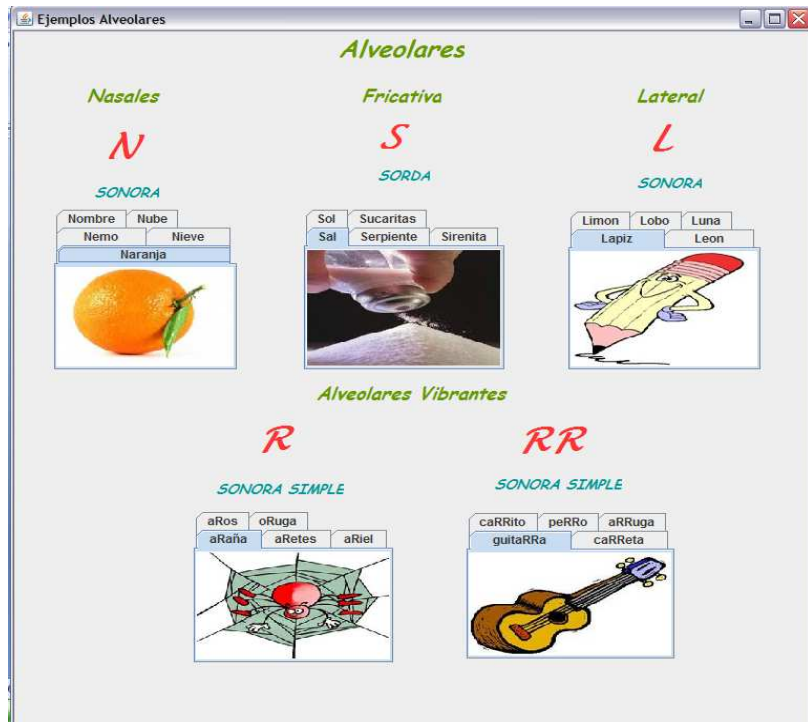 Ejemplos Alveolares
Alveolares
Nasales
N
SONORA
Nombre Nube
Nemo Nieve
Naranja
Fricativa
S
SORDA
Sol Sucaritas
Sal Serpiente Sirenita
Lateral
L
SONORA
Limon Lobo Luna
Lapiz Leon
Alveolares Vibrantes
R
SONORA SIMPLE
aRos oRuga
aRaña aRetes aRiel
RR
SONORA SIMPLE
caRRito peRRo aRRuga
guitaRRa caRReta